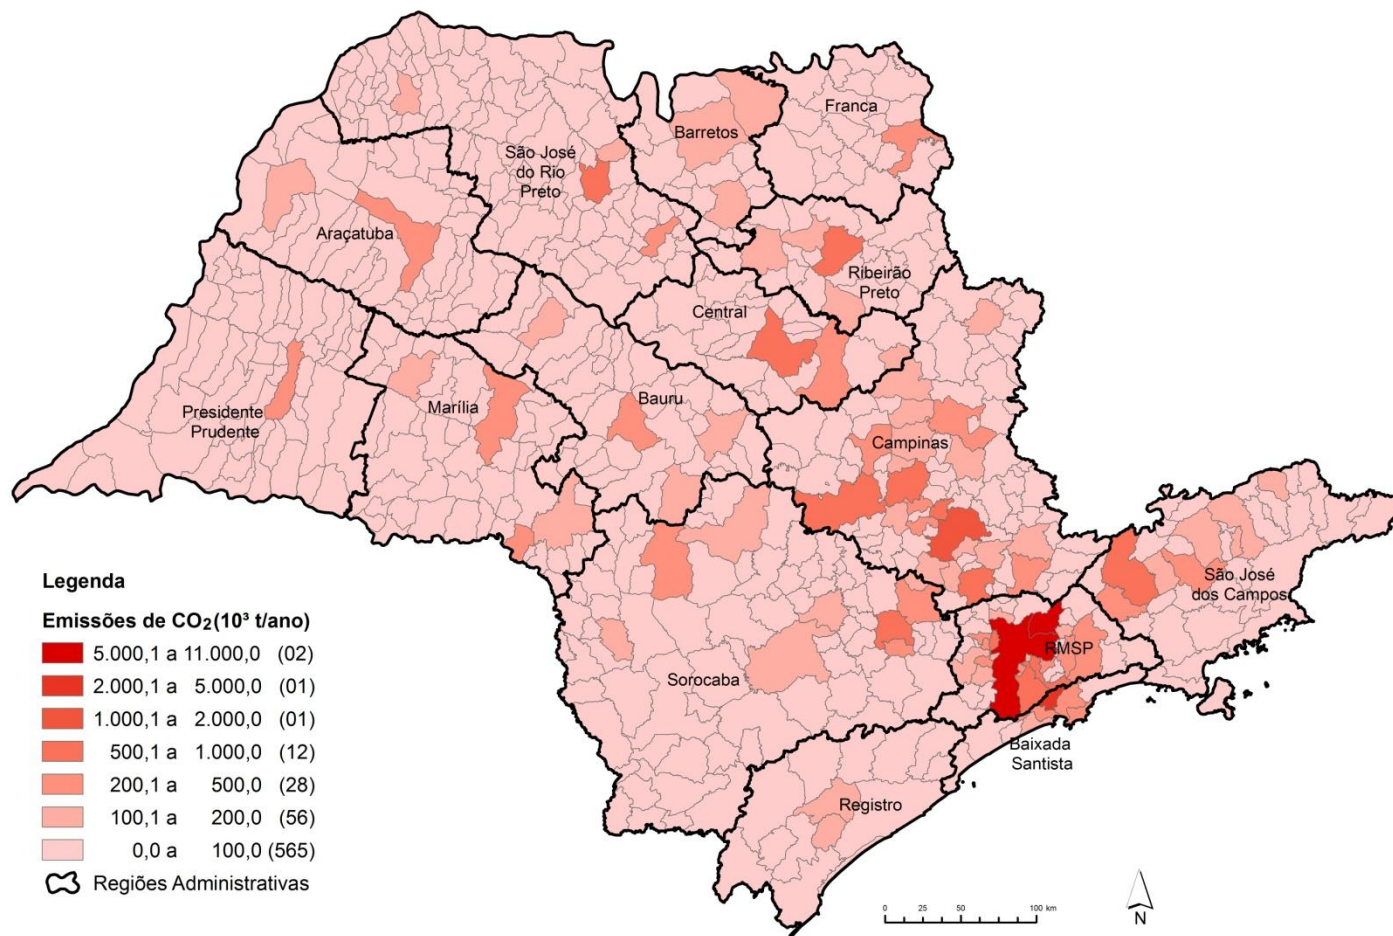 Franca
Barretos
São José
do Rio
Preto
Araçatuba
Ribeirão
Preto
Central
Presidente
Prudente
Marília
Bauru
Campinas
São José
dos Campos
RMSP
Sorocaba
Baixada
Santista
Registro
Legenda
Emissões de CO₂(10³ t/ano)
5.000,1 a 11.000,0 (02)
2.000,1 a 5.000,0 (01)
1.000,1 a 2.000,0 (01)
500,1 a 1.000,0 (12)
200,1 a 500,0 (28)
100,1 a 200,0 (56)
0,0 a 100,0 (565)
Regiões Administrativas
0 25 50 100 km
N